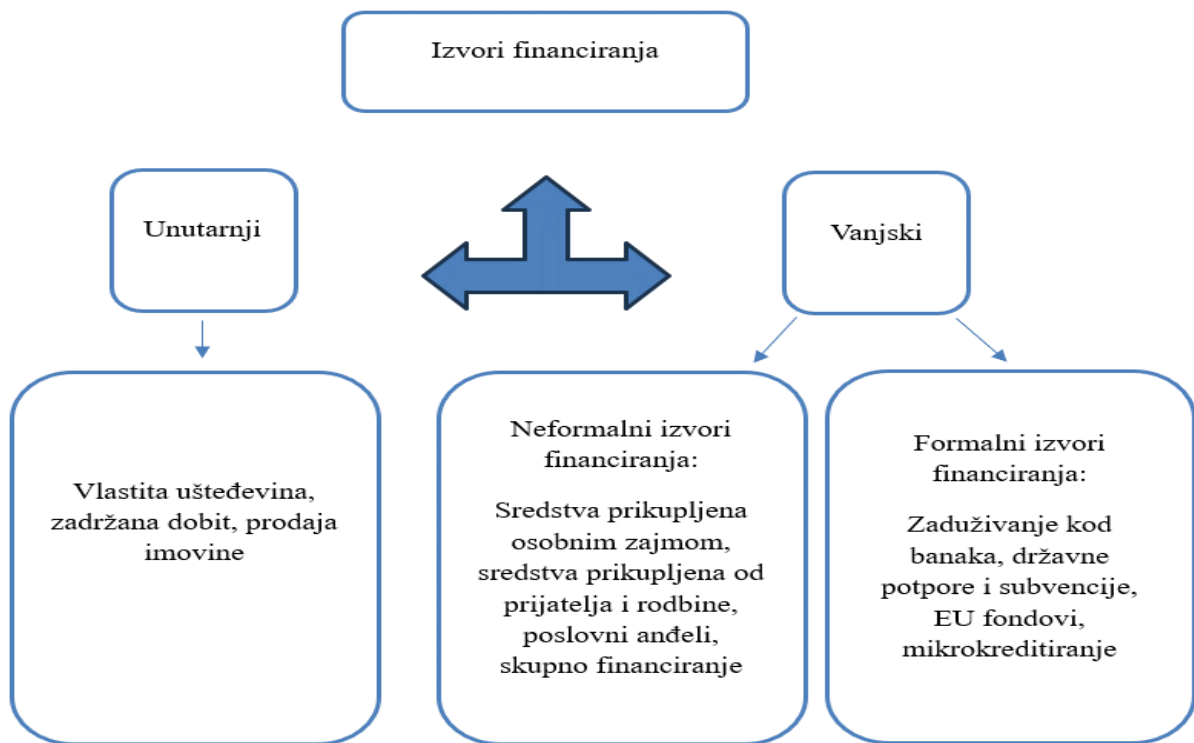 Izvori financiranja
Unutarnji
Vanjski
Vlastita ušteđevina,
zadržana dobit, prodaja
imovine
Neformalni izvori
financiranja:
Sredstva prikupljena
osobnim zajmom,
sredstva prikupljena od
prijatelja i rodbine,
poslovni anđeli,
skupno financiranje
Formalni izvori
financiranja:
Zaduživanje kod
banaka, državne
potpore i subvencije,
EU fondovi,
mikrokreditiranje